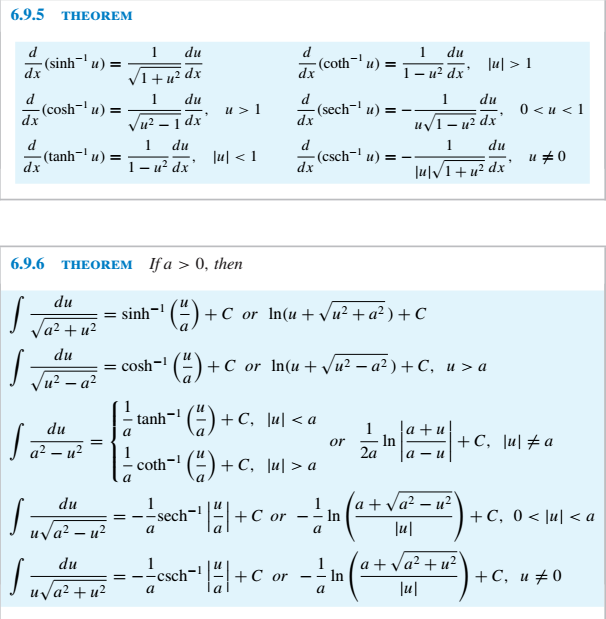 6.9.5 THEOREM
d/dx (sinh⁻¹ u) = 1/√(1 + u²) du/dx    d/dx (coth⁻¹ u) = 1/(1 − u²) du/dx, |u| > 1
d/dx (cosh⁻¹ u) = 1/√(u² − 1) du/dx, u > 1    d/dx (sech⁻¹ u) = −1/(u√(1 − u²)) du/dx, 0 < u < 1
d/dx (tanh⁻¹ u) = 1/(1 − u²) du/dx, |u| < 1    d/dx (csch⁻¹ u) = −1/(|u|√(1 + u²)) du/dx, u ≠ 0
6.9.6 THEOREM If a > 0, then
∫ du/√(a² + u²) = sinh⁻¹ (u/a) + C or ln(u + √(u² + a²)) + C
∫ du/√(u² − a²) = cosh⁻¹ (u/a) + C or ln(u + √(u² − a²)) + C, u > a
∫ du/(a² − u²) = { 1/a tanh⁻¹ (u/a) + C, |u| < a
1/a coth⁻¹ (u/a) + C, |u| > a
or 1/2a ln |(a + u)/(a − u)| + C, |u| ≠ a
∫ du/(u√(a² − u²)) = −1/a sech⁻¹ |u/a| + C or −1/a ln ((a + √(a² − u²))/|u|) + C, 0 < |u| < a
∫ du/(u√(a² + u²)) = −1/a csch⁻¹ |u/a| + C or −1/a ln ((a + √(a² + u²))/|u|) + C, u ≠ 0